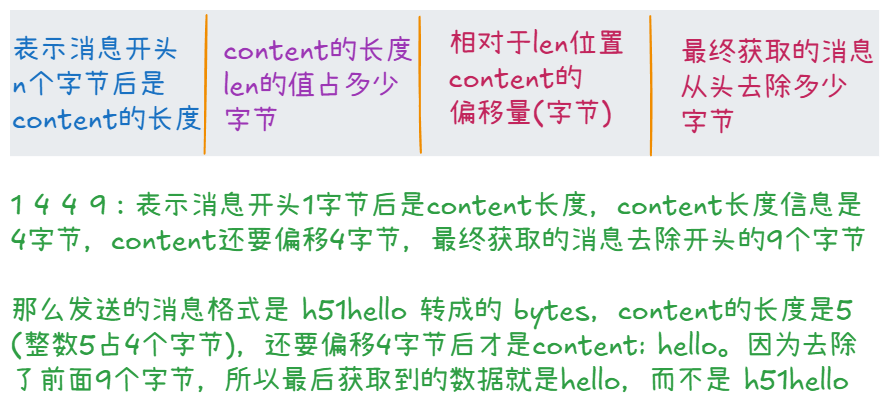 表示消息开头
n个字节后是
content的长度
content的长度
len的值占多少
字节
相对于len位置
content的
偏移量(字节)
最终获取的消息
从头去除多少
字节
1 4 4 9 : 表示消息开头1字节后是content长度，content长度信息是
4字节，content还要偏移4字节，最终获取的消息去除开头的9个字节
那么发送的消息格式是 h51hello 转成的 bytes，content的长度是5
(整数5占4个字节)，还要偏移4字节后才是content: hello。因为去除
了前面9个字节，所以最后获取到的数据就是hello，而不是 h51hello